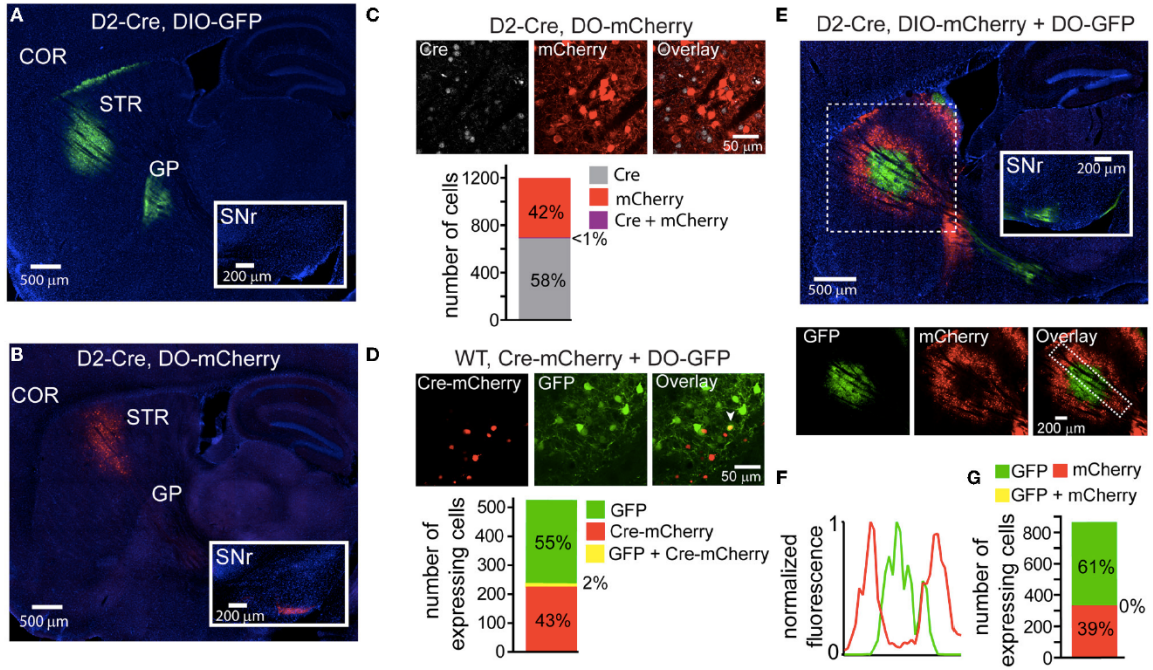 A
D2-Cre, DIO-GFP
COR
STR
GP
SNr
200 μm
500 μm
B
D2-Cre, DO-mCherry
COR
STR
GP
SNr
200 μm
500 μm
C
D2-Cre, DO-mCherry
Cre
mCherry
Overlay
50 μm
number of cells
1200
800
400
0
42%
<1%
58%
Cre
mCherry
Cre + mCherry
D
WT, Cre-mCherry + DO-GFP
Cre-mCherry
GFP
Overlay
50 μm
number of
expressing cells
500
400
300
200
100
0
55%
2%
43%
GFP
Cre-mCherry
GFP + Cre-mCherry
E
D2-Cre, DIO-mCherry + DO-GFP
SNr
200 μm
500 μm
GFP
mCherry
Overlay
200 μm
F
normalized
fluorescence
1
0
G
GFP
mCherry
GFP + mCherry
number of
expressing cells
800
600
400
200
0
61%
0%
39%